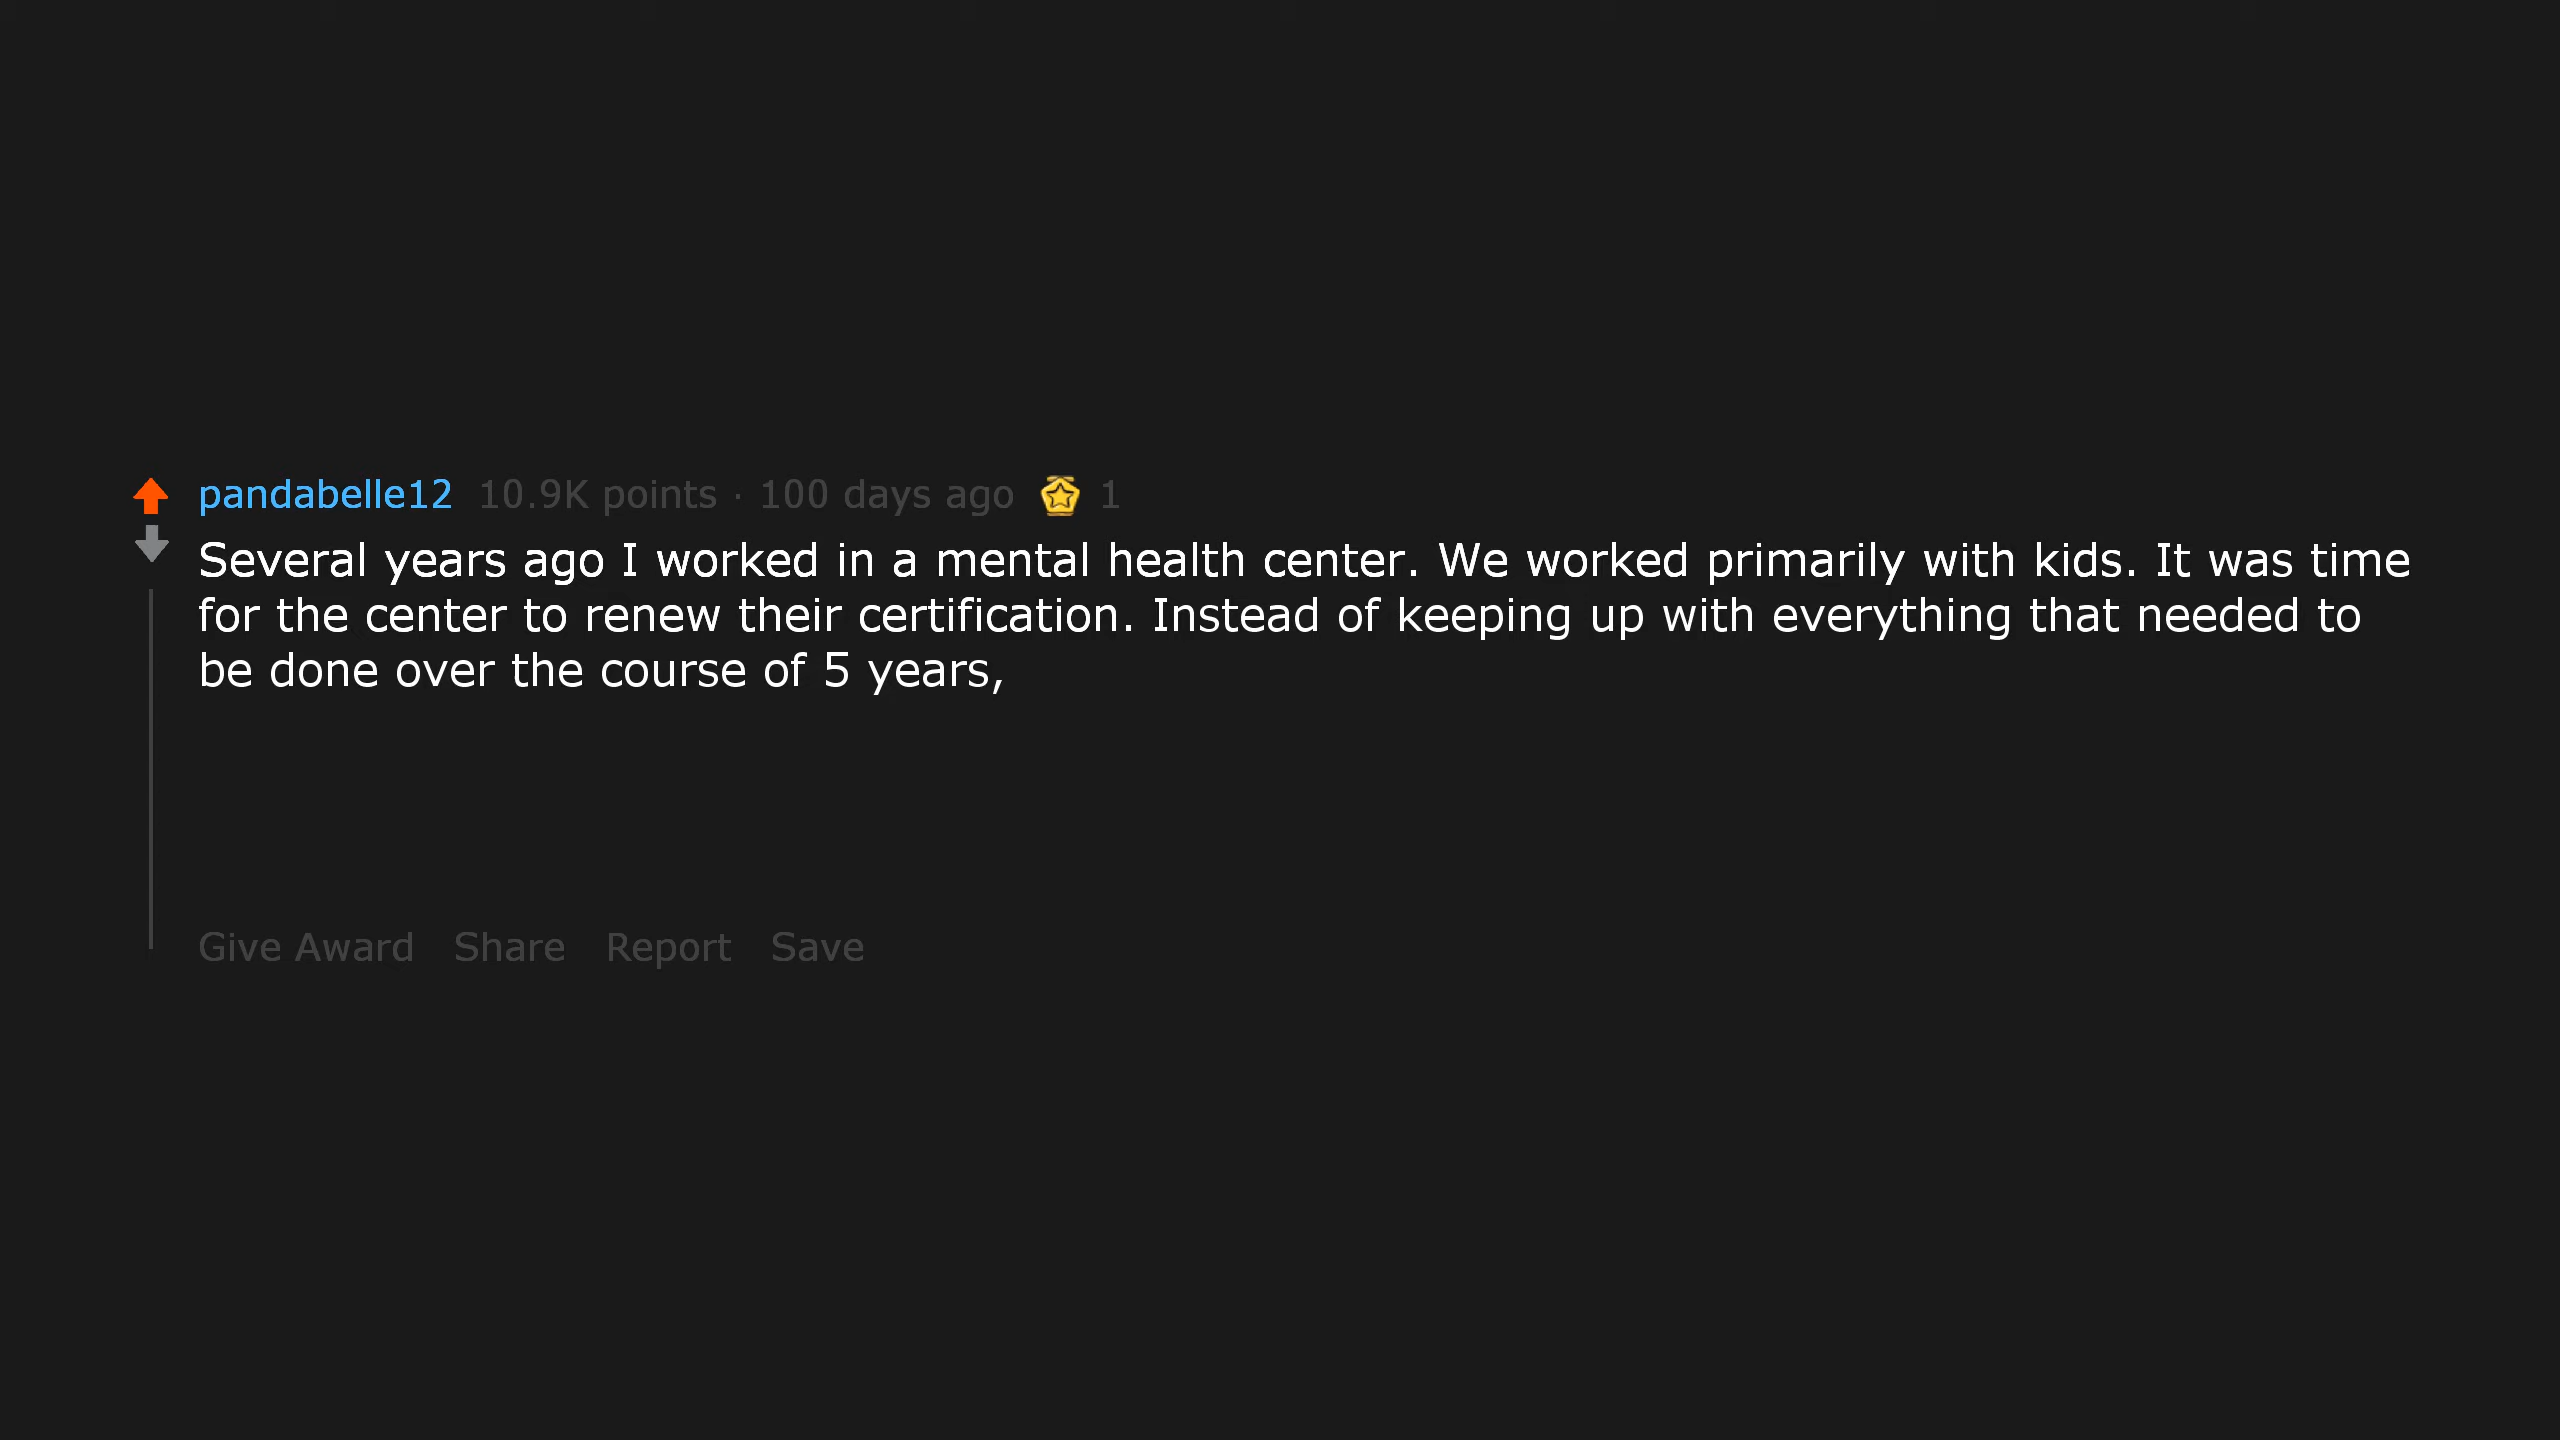 pandabelle12 10.9K points · 100 days ago 1
Several years ago I worked in a mental health center. We worked primarily with kids. It was time
for the center to renew their certification. Instead of keeping up with everything that needed to
be done over the course of 5 years,
Give Award Share Report Save